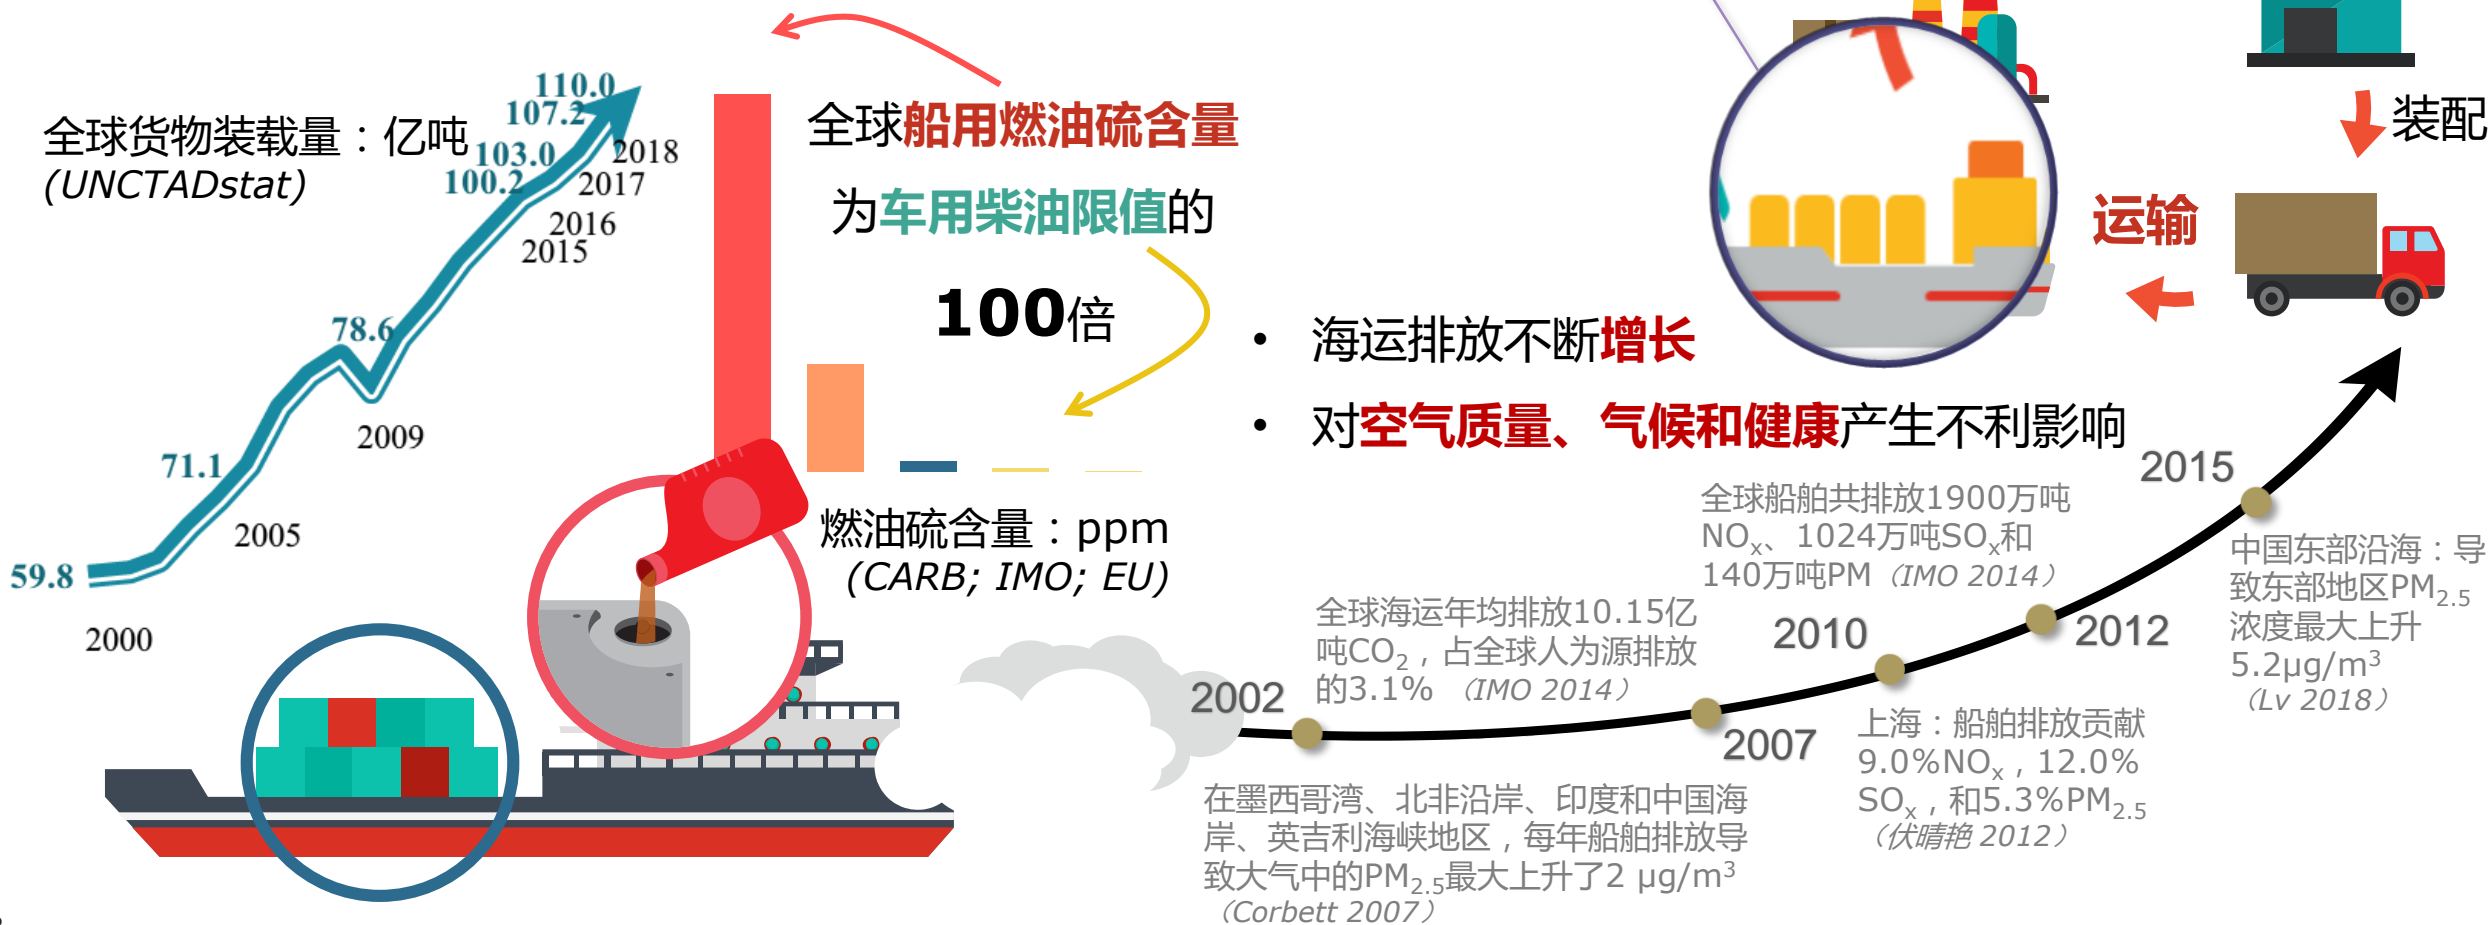 全球货物装载量：亿吨
(UNCTADstat)
110.0
107.2
103.0
100.2
78.6
71.1
59.8
2018
2017
2016
2015
2009
2005
2000
全球船用燃油硫含量
为车用柴油限值的
100倍
燃油硫含量：ppm
(CARB; IMO; EU)
装配
运输
• 海运排放不断增长
• 对空气质量、气候和健康产生不利影响
2002
在墨西哥湾、北非沿岸、印度和中国海
岸、英吉利海峡地区，每年船舶排放导
致大气中的PM2.5最大上升了2 μg/m³
（Corbett 2007）
全球海运年均排放10.15亿
吨CO₂，占全球人为源排放
的3.1% （IMO 2014）
2007
2010
上海：船舶排放贡献
9.0%NOₓ，12.0%
SOₓ，和5.3%PM2.5
（伏晴艳 2012）
全球船舶共排放1900万吨
NOₓ、1024万吨SOₓ和
140万吨PM（IMO 2014）
2012
2015
中国东部沿海：导
致东部地区PM2.5
浓度最大上升
5.2μg/m³
（Lv 2018）